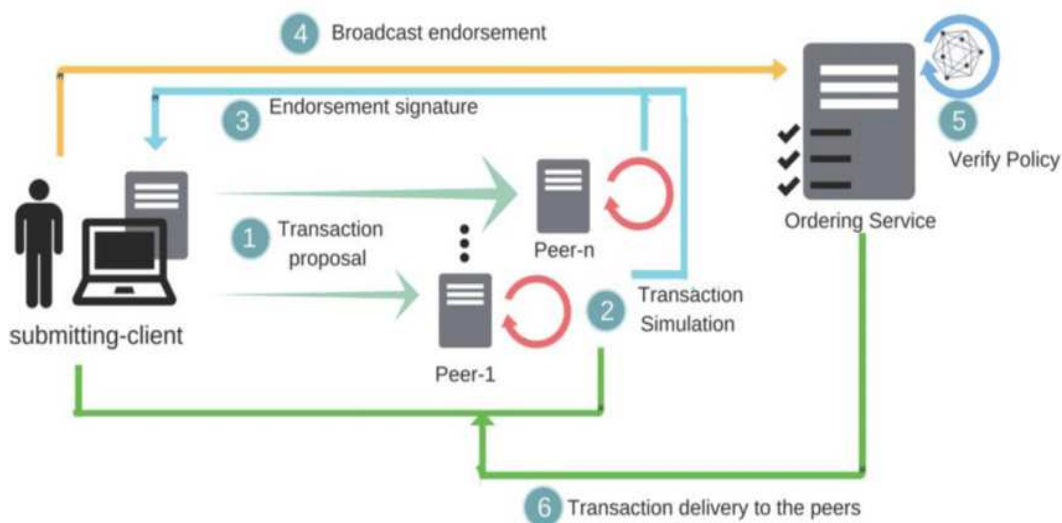 4 Broadcast endorsement
3 Endorsement signature
5
Verify Policy
Ordering Service
1 Transaction
proposal
Peer-n
2 Transaction
Simulation
submitting-client
Peer-1
6 Transaction delivery to the peers